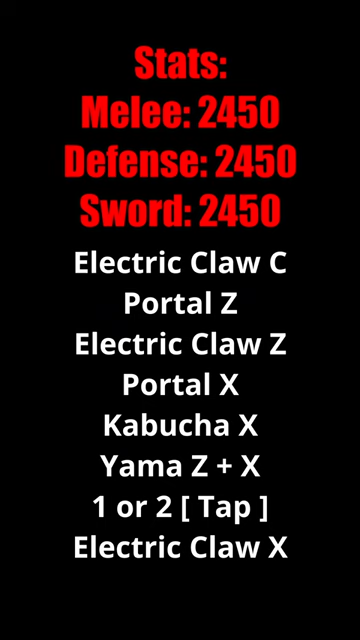 Stats:
Melee: 2450
Defense: 2450
Sword: 2450
Electric Claw C
Portal Z
Electric Claw Z
Portal X
Kabucha X
Yama Z + X
1 or 2 [ Tap ]
Electric Claw X